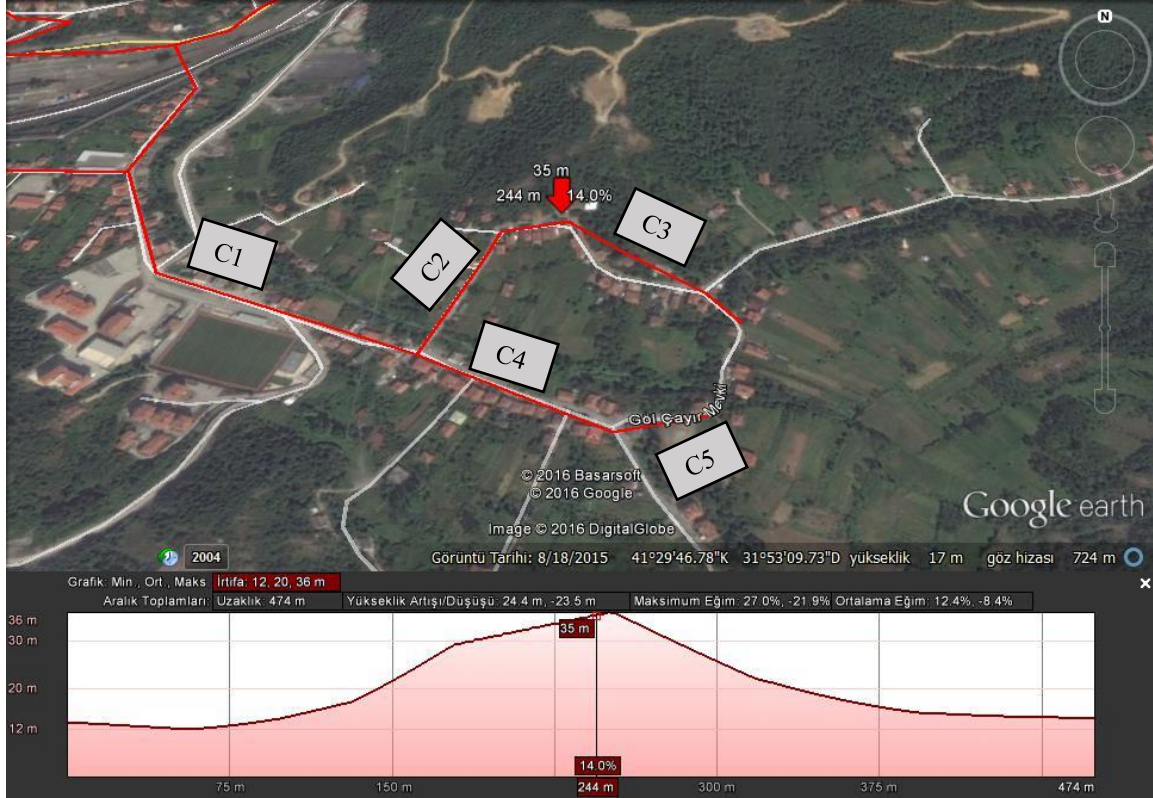 N
35 m
244 m 14.0%
C3
C1
C2
C4
Göl Çayır Mevkii
C5
© 2016 Basarsoft
© 2016 Google
Google earth
Image © 2016 DigitalGlobe
2004
Görüntü Tarihi: 8/18/2015 41°29'46.78"K 31°53'09.73"D yükseklik 17 m göz hizası 724 m
Grafik: Min., Ort., Maks İrtifa: 12, 20, 36 m
Aralık Toplamları: Uzaklık: 474 m Yükseklik Artışı/Düşüşü: 24.4 m, -23.5 m Maksimum Eğim: 27.0%, -21.9% Ortalama Eğim: 12.4%, -8.4%
36 m
35 m
30 m
20 m
12 m
14.0%
75 m 150 m 244 m 300 m 375 m 474 m